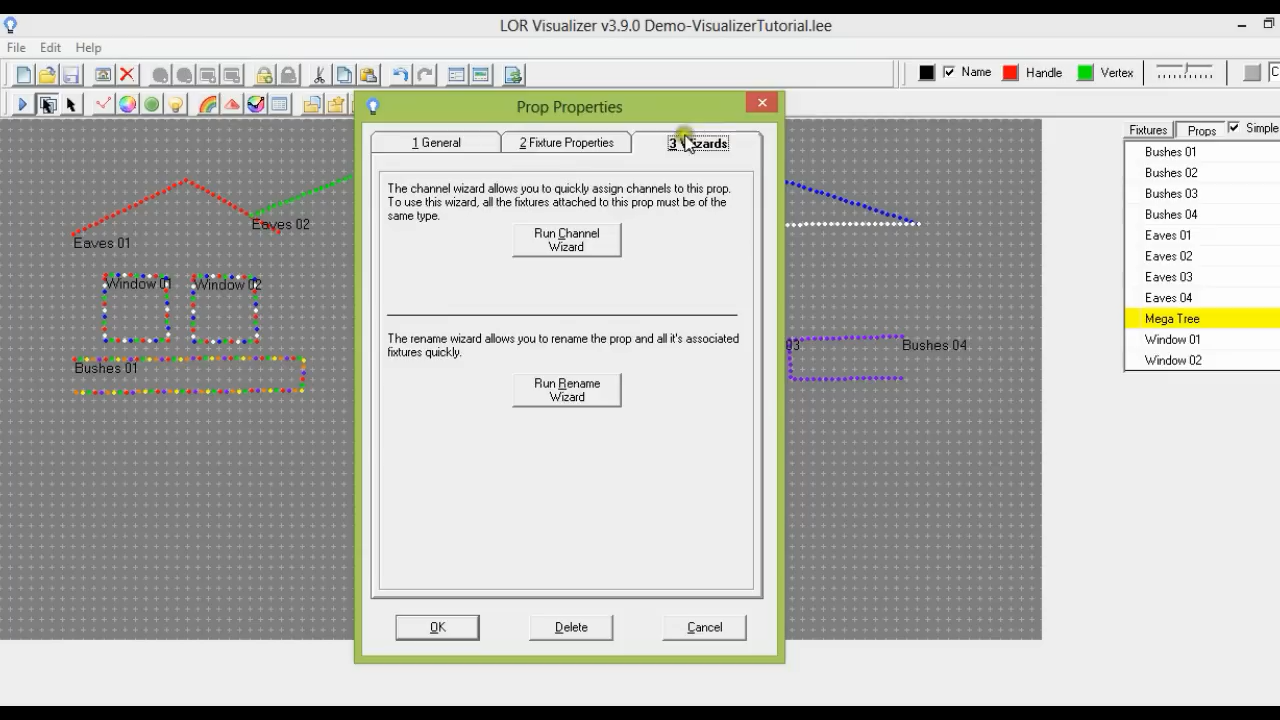 LOR Visualizer v3.9.0 Demo-VisualizerTutorial.lee
File Edit Help
Name Handle Vertex C
Prop Properties
1 General 2 Fixture Properties 3 Wizards
The channel wizard allows you to quickly assign channels to this prop.
To use this wizard, all the fixtures attached to this prop must be of the
same type.
Run Channel
Wizard
The rename wizard allows you to rename the prop and all it's associated
fixtures quickly.
Run Rename
Wizard
OK Delete Cancel
Eaves 01
Eaves 02
Window 01
Window 02
Bushes 01
03
Bushes 04
Fixtures Props Simple
Bushes 01
Bushes 02
Bushes 03
Bushes 04
Eaves 01
Eaves 02
Eaves 03
Eaves 04
Mega Tree
Window 01
Window 02